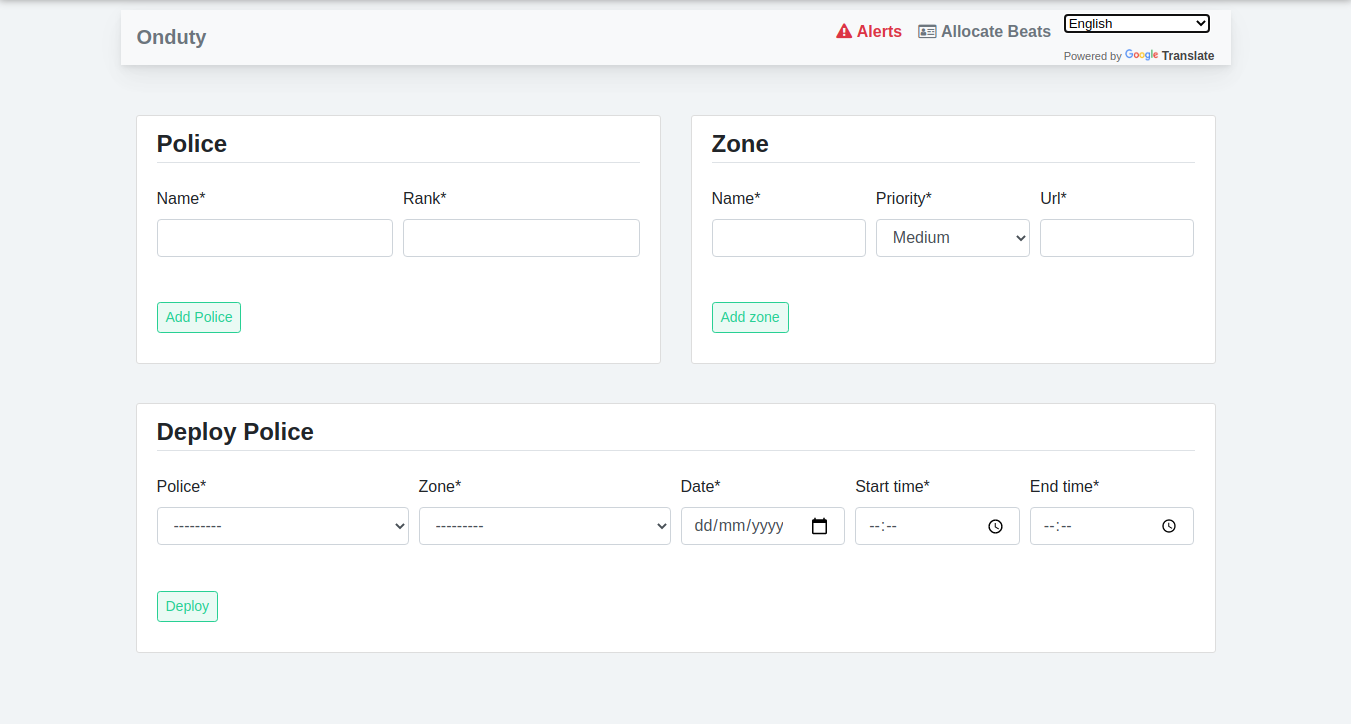 Onduty
Alerts
Allocate Beats
English
Powered by Google Translate
Police
Name* Rank*
Add Police
Zone
Name* Priority* Url*
Medium
Add zone
Deploy Police
Police* Zone* Date* Start time* End time*
--------- --------- dd/mm/yyyy --:-- --:--
Deploy